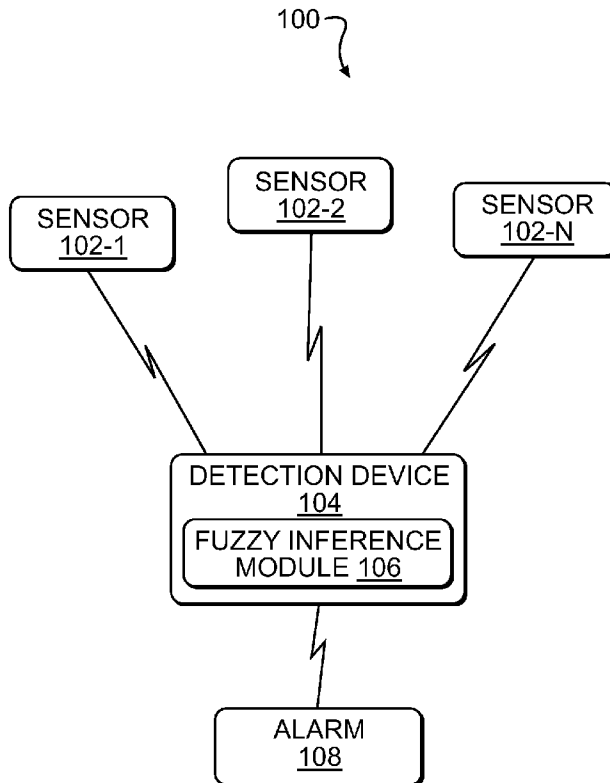 100
SENSOR
102-1
SENSOR
102-2
SENSOR
102-N
DETECTION DEVICE
104
FUZZY INFERENCE
MODULE 106
ALARM
108